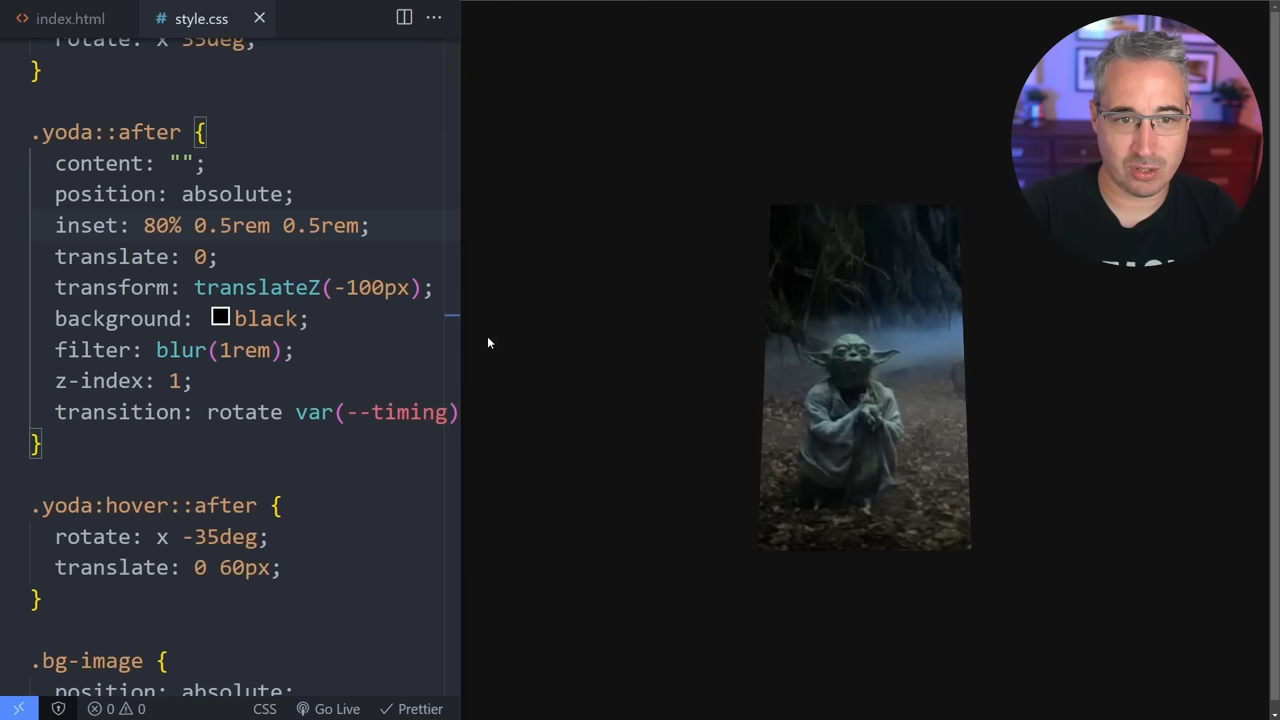 index.html
style.css
rotate: x 35deg;
}
.yoda::after {
content: "";
position: absolute;
inset: 80% 0.5rem 0.5rem;
translate: 0;
transform: translateZ(-100px);
background: black;
filter: blur(1rem);
z-index: 1;
transition: rotate var(--timing)
}
.yoda:hover::after {
rotate: x -35deg;
translate: 0 60px;
}
.bg-image {
position: absolute;
0 0 CSS Go Live Prettier